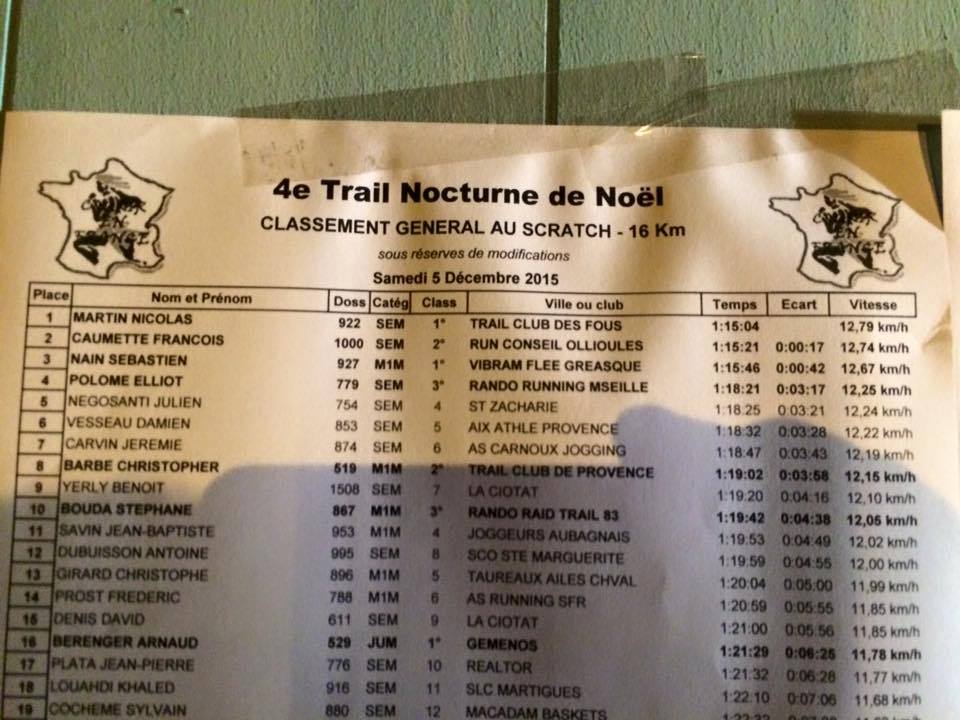 4e Trail Nocturne de Noël
CLASSEMENT GENERAL AU SCRATCH - 16 Km
sous réserves de modifications
Samedi 5 Décembre 2015
Place Nom et Prénom Doss Catég Class Ville ou club Temps Ecart Vitesse
1 MARTIN NICOLAS 922 SEM 1° TRAIL CLUB DES FOUS 1:15:04 12,79 km/h
2 CAUMETTE FRANCOIS 1000 SEM 2° RUN CONSEIL OLLIOULES 1:15:21 0:00:17 12,74 km/h
3 NAIN SEBASTIEN 927 M1M 1° VIBRAM FLEE GREASQUE 1:15:46 0:00:42 12,67 km/h
4 POLOME ELLIOT 779 SEM 3° RANDO RUNNING MSEILLE 1:18:21 0:03:17 12,25 km/h
5 NEGOSANTI JULIEN 754 SEM 4 ST ZACHARIE 1:18:25 0:03:21 12,24 km/h
6 VESSEAU DAMIEN 853 SEM 5 AIX ATHLE PROVENCE 1:18:32 0:03:28 12,22 km/h
7 CARVIN JEREMIE 874 SEM 6 AS CARNOUX JOGGING 1:18:47 0:03:43 12,19 km/h
8 BARBE CHRISTOPHER 519 M1M 2° TRAIL CLUB DE PROVENCE 1:19:02 0:03:58 12,15 km/h
9 YERLY BENOIT 1508 SEM 7 LA CIOTAT 1:19:20 0:04:16 12,10 km/h
10 BOUDA STEPHANE 867 M1M 3° RANDO RAID TRAIL 83 1:19:42 0:04:38 12,05 km/h
11 SAVIN JEAN-BAPTISTE 953 M1M 4 JOGGEURS AUBAGNAIS 1:19:53 0:04:49 12,02 km/h
12 DUBUISSON ANTOINE 995 SEM 8 SCO STE MARGUERITE 1:19:59 0:04:55 12,00 km/h
13 GIRARD CHRISTOPHE 896 M1M 5 TAUREAUX AILES CHVAL 1:20:04 0:05:00 11,99 km/h
14 PROST FREDERIC 788 M1M 6 AS RUNNING SFR 1:20:59 0:05:55 11,85 km/h
15 DENIS DAVID 611 SEM 9 LA CIOTAT 1:21:00 0:05:56 11,85 km/h
16 BERENGER ARNAUD 529 JUM 1° GEMENOS 1:21:29 0:06:25 11,78 km/h
17 PLATA JEAN-PIERRE 776 SEM 10 REALTOR 1:21:32 0:06:28 11,77 km/h
18 LOUAHDI KHALED 916 SEM 11 SLC MARTIGUES 1:22:10 0:07:06 11,68 km/h
19 COCHEME SYLVAIN 880 SEM 12 MACADAM BASKETS